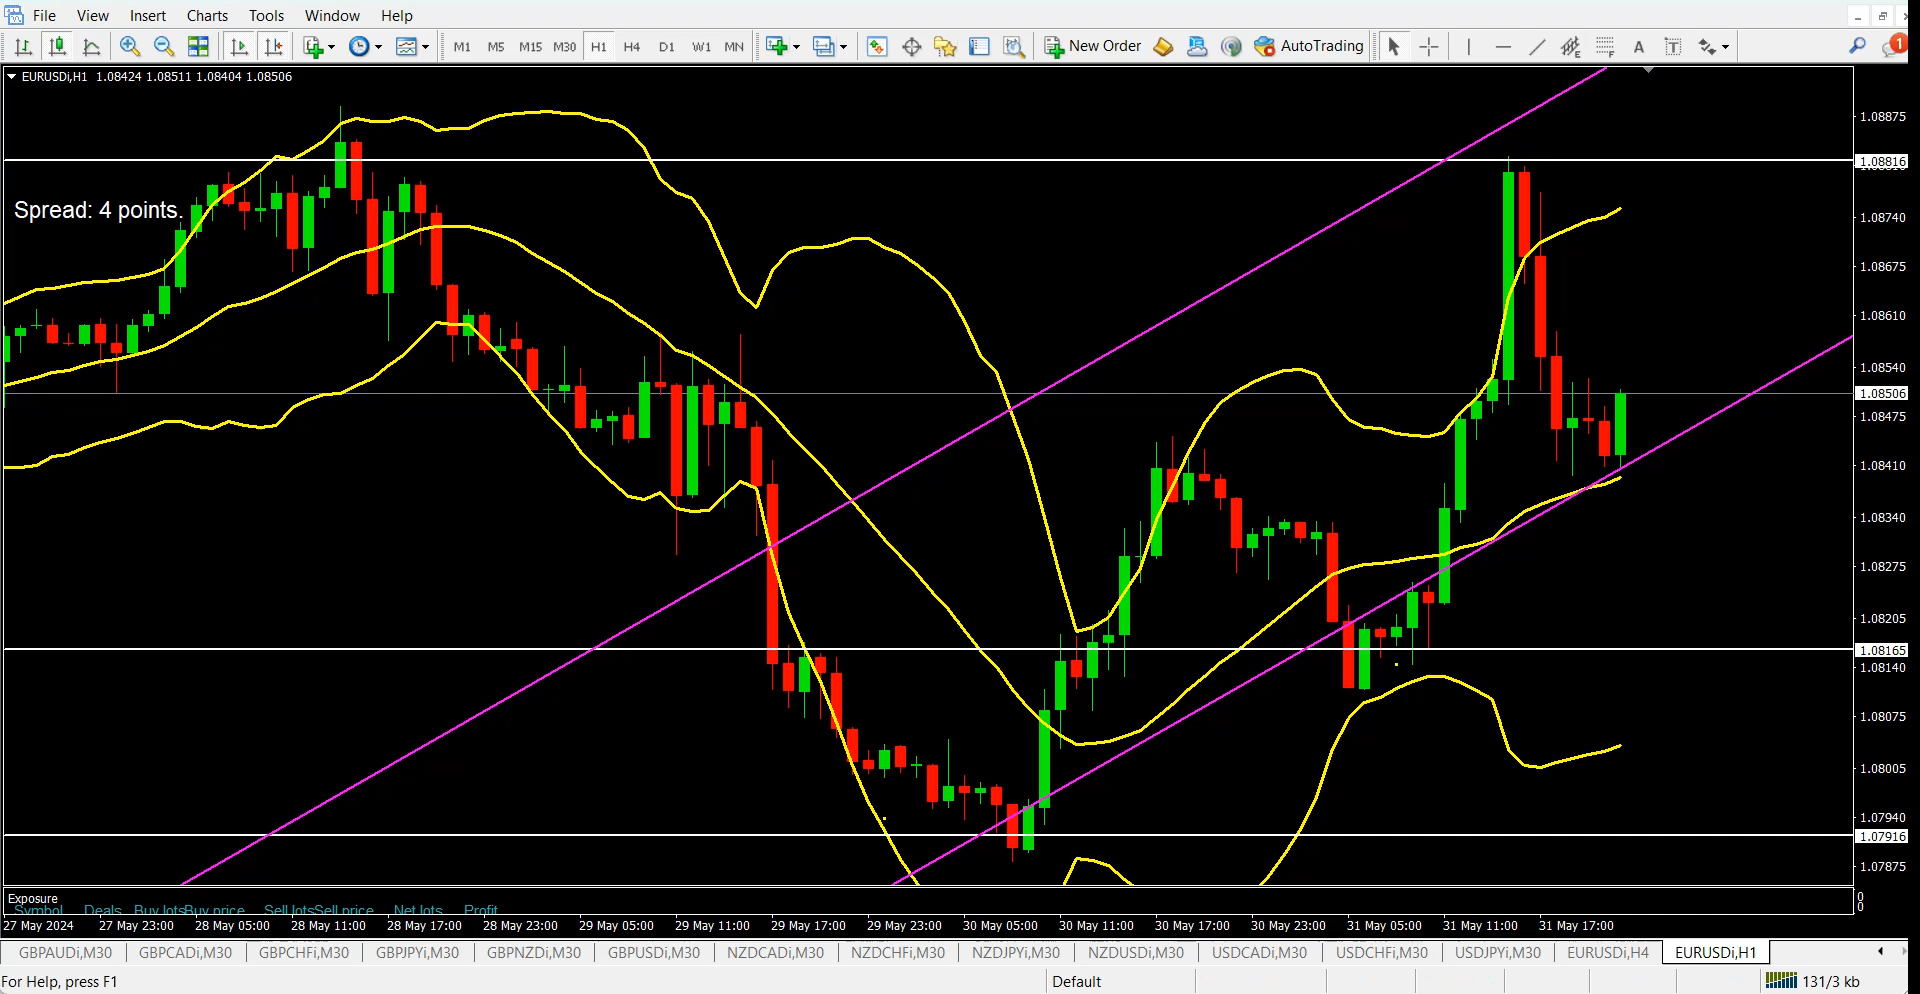 File View Insert Charts Tools Window Help
M1 M5 M15 M30 H1 H4 D1 W1 MN New Order AutoTrading A T 1
EURUSDi,H1 1.08424 1.08511 1.08404 1.08506
Spread: 4 points.
1.08875
1.08816
1.08740
1.08675
1.08610
1.08540
1.08506
1.08475
1.08410
1.08340
1.08275
1.08205
1.08165
1.08140
1.08075
1.08005
1.07940
1.07916
1.07875
Exposure
Symbol Deals Buy lots Buy price Sell lots Sell price Net lots Profit
0
0
27 May 2024 27 May 23:00 28 May 05:00 28 May 11:00 28 May 17:00 28 May 23:00 29 May 05:00 29 May 11:00 29 May 17:00 29 May 23:00 30 May 05:00 30 May 11:00 30 May 17:00 30 May 23:00 31 May 05:00 31 May 11:00 31 May 17:00
GBPAUDi,M30 GBPCADi,M30 GBPCHFi,M30 GBPJPYi,M30 GBPNZDi,M30 GBPUSDi,M30 NZDCADi,M30 NZDCHFi,M30 NZDJPYi,M30 NZDUSDi,M30 USDCADi,M30 USDCHFi,M30 USDJPYi,M30 EURUSDi,H4 EURUSDi,H1
For Help, press F1 Default 131/3 kb